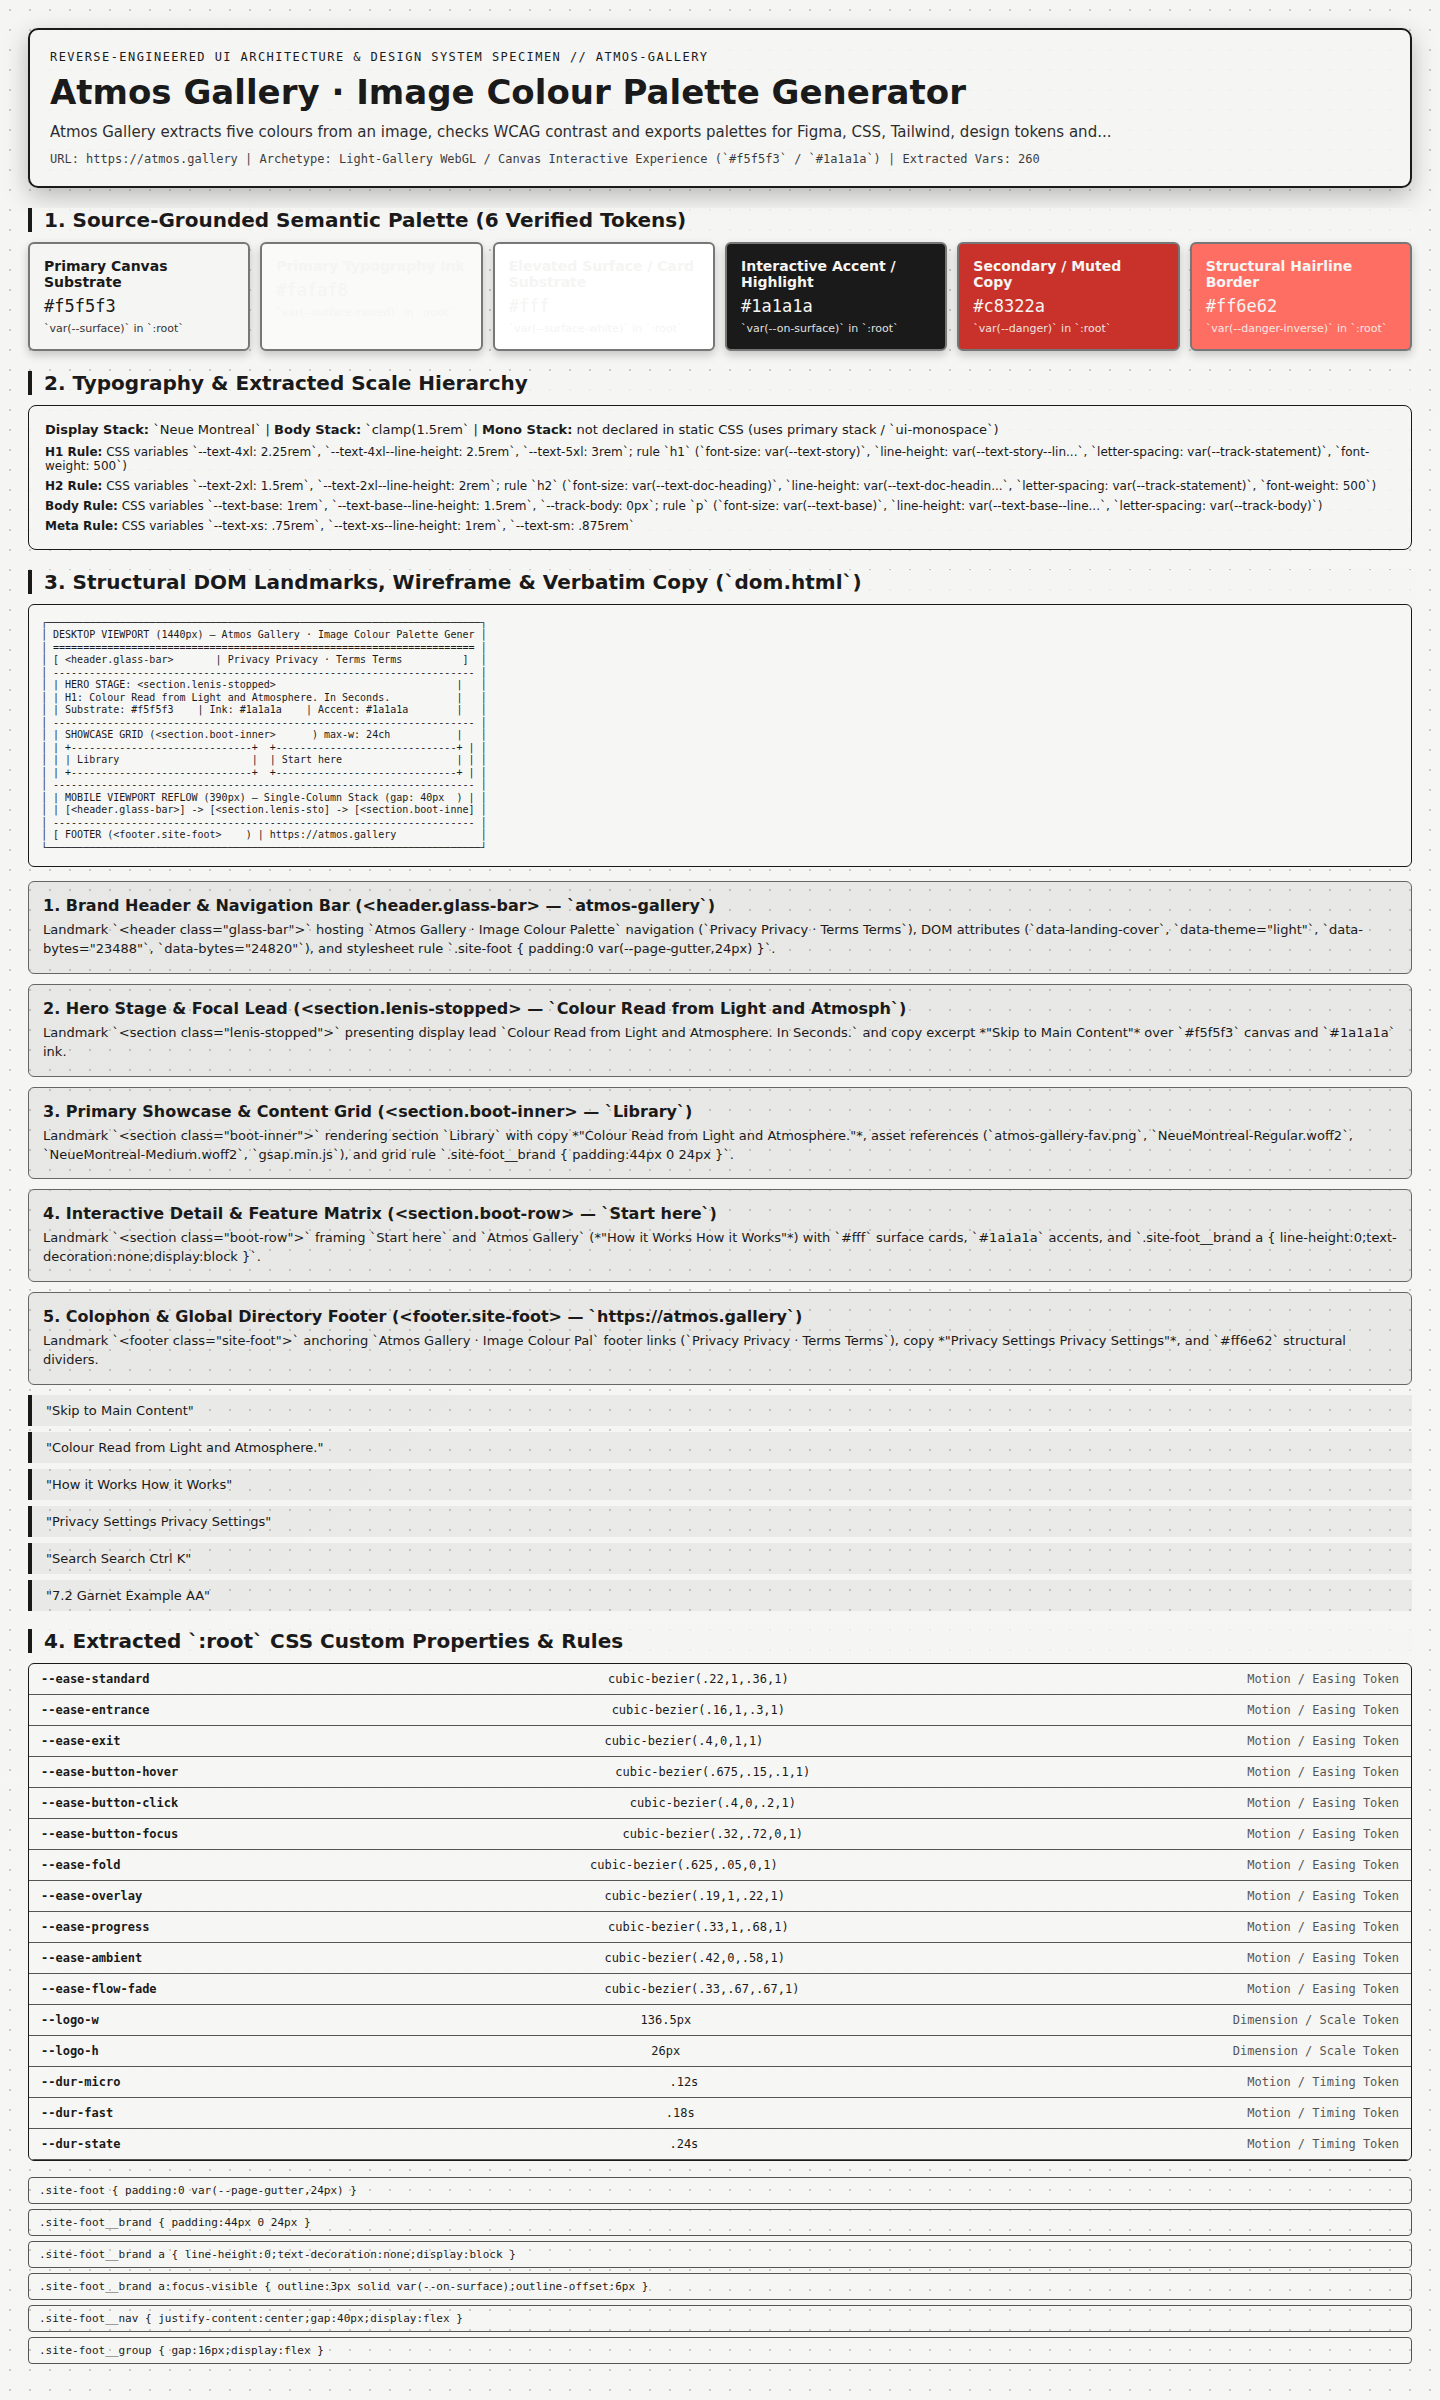 REVERSE-ENGINEERED UI ARCHITECTURE & DESIGN SYSTEM SPECIMEN // ATMOS-GALLERY
Atmos Gallery · Image Colour Palette Generator
Atmos Gallery extracts five colours from an image, checks WCAG contrast and exports palettes for Figma, CSS, Tailwind, design tokens and...
URL: https://atmos.gallery | Archetype: Light-Gallery WebGL / Canvas Interactive Experience (`#f5f5f3` / `#1a1a1a`) | Extracted Vars: 260
1. Source-Grounded Semantic Palette (6 Verified Tokens)
Primary Canvas
Substrate
#f5f5f3
`var(--surface)` in `:root`
Primary Typography Ink
#fafaf8
Elevated Surface / Card
Substrate
#fff
`var(--surface-white)` in `:root`
Interactive Accent /
Highlight
#1a1a1a
`var(--on-surface)` in `:root`
Secondary / Muted
Copy
#c8322a
`var(--danger)` in `:root`
Structural Hairline
Border
#ff6e62
`var(--danger-inverse)` in `:root`
2. Typography & Extracted Scale Hierarchy
Display Stack: `Neue Montreal` | Body Stack: `clamp(1.5rem` | Mono Stack: not declared in static CSS (uses primary stack / `ui-monospace`)
H1 Rule: CSS variables `--text-4xl: 2.25rem`, `--text-4xl--line-height: 2.5rem`, `--text-5xl: 3rem`; rule `h1` (`font-size: var(--text-story)`, `line-height: var(--text-story--lin...`, `letter-spacing: var(--track-statement)`, `font-
weight: 500`)
H2 Rule: CSS variables `--text-2xl: 1.5rem`, `--text-2xl--line-height: 2rem`; rule `h2` (`font-size: var(--text-doc-heading)`, `line-height: var(--text-doc-headin...`, `letter-spacing: var(--track-statement)`, `font-weight: 500`)
Body Rule: CSS variables `--text-base: 1rem`, `--text-base--line-height: 1.5rem`, `--track-body: 0px`; rule `p` (`font-size: var(--text-base)`, `line-height: var(--text-base--line...`, `letter-spacing: var(--track-body)`)
Meta Rule: CSS variables `--text-xs: .75rem`, `--text-xs--line-height: 1rem`, `--text-sm: .875rem`
3. Structural DOM Landmarks, Wireframe & Verbatim Copy (`dom.html`)
DESKTOP VIEWPORT (1440px) — Atmos Gallery · Image Colour Palette Gener
======================================================================
[ <header.glass-bar>       | Privacy Privacy · Terms Terms          ]
----------------------------------------------------------------------
| HERO STAGE: <section.lenis-stopped>                              |
| H1: Colour Read from Light and Atmosphere. In Seconds.           |
| Substrate: #f5f5f3    | Ink: #1a1a1a    | Accent: #1a1a1a        |
----------------------------------------------------------------------
| SHOWCASE GRID (<section.boot-inner>      ) max-w: 24ch           |
| +------------------------------+  +------------------------------+ |
| | Library                      |  | Start here                   | |
| +------------------------------+  +------------------------------+ |
----------------------------------------------------------------------
| MOBILE VIEWPORT REFLOW (390px) — Single-Column Stack (gap: 40px  ) |
| [<header.glass-bar>] -> [<section.lenis-sto] -> [<section.boot-inne]
----------------------------------------------------------------------
[ FOOTER (<footer.site-foot>    ) | https://atmos.gallery
1. Brand Header & Navigation Bar (<header.glass-bar> — `atmos-gallery`)
Landmark `<header class="glass-bar">` hosting `Atmos Gallery · Image Colour Palette` navigation (`Privacy Privacy · Terms Terms`), DOM attributes (`data-landing-cover`, `data-theme="light"`, `data-
bytes="23488"`, `data-bytes="24820"`), and stylesheet rule `.site-foot { padding:0 var(--page-gutter,24px) }`.
2. Hero Stage & Focal Lead (<section.lenis-stopped> — `Colour Read from Light and Atmosph`)
Landmark `<section class="lenis-stopped">` presenting display lead `Colour Read from Light and Atmosphere. In Seconds.` and copy excerpt *"Skip to Main Content"* over `#f5f5f3` canvas and `#1a1a1a`
ink.
3. Primary Showcase & Content Grid (<section.boot-inner> — `Library`)
Landmark `<section class="boot-inner">` rendering section `Library` with copy *"Colour Read from Light and Atmosphere."*, asset references (`atmos-gallery-fav.png`, `NeueMontreal-Regular.woff2`,
`NeueMontreal-Medium.woff2`, `gsap.min.js`), and grid rule `.site-foot__brand { padding:44px 0 24px }`.
4. Interactive Detail & Feature Matrix (<section.boot-row> — `Start here`)
Landmark `<section class="boot-row">` framing `Start here` and `Atmos Gallery` (*"How it Works How it Works"*) with `#fff` surface cards, `#1a1a1a` accents, and `.site-foot__brand a { line-height:0;text-
decoration:none;display:block }`.
5. Colophon & Global Directory Footer (<footer.site-foot> — `https://atmos.gallery`)
Landmark `<footer class="site-foot">` anchoring `Atmos Gallery · Image Colour Pal` footer links (`Privacy Privacy · Terms Terms`), copy *"Privacy Settings Privacy Settings"*, and `#ff6e62` structural
dividers.
"Skip to Main Content"
"Colour Read from Light and Atmosphere."
"How it Works How it Works"
"Privacy Settings Privacy Settings"
"Search Search Ctrl K"
"7.2 Garnet Example AA"
4. Extracted `:root` CSS Custom Properties & Rules
--ease-standard cubic-bezier(.22,1,.36,1) Motion / Easing Token
--ease-entrance cubic-bezier(.16,1,.3,1) Motion / Easing Token
--ease-exit cubic-bezier(.4,0,1,1) Motion / Easing Token
--ease-button-hover cubic-bezier(.675,.15,.1,1) Motion / Easing Token
--ease-button-click cubic-bezier(.4,0,.2,1) Motion / Easing Token
--ease-button-focus cubic-bezier(.32,.72,0,1) Motion / Easing Token
--ease-fold cubic-bezier(.625,.05,0,1) Motion / Easing Token
--ease-overlay cubic-bezier(.19,1,.22,1) Motion / Easing Token
--ease-progress cubic-bezier(.33,1,.68,1) Motion / Easing Token
--ease-ambient cubic-bezier(.42,0,.58,1) Motion / Easing Token
--ease-flow-fade cubic-bezier(.33,.67,.67,1) Motion / Easing Token
--logo-w 136.5px Dimension / Scale Token
--logo-h 26px Dimension / Scale Token
--dur-micro .12s Motion / Timing Token
--dur-fast .18s Motion / Timing Token
--dur-state .24s Motion / Timing Token
.site-foot { padding:0 var(--page-gutter,24px) }
.site-foot__brand { padding:44px 0 24px }
.site-foot__brand a { line-height:0;text-decoration:none;display:block }
.site-foot__brand a:focus-visible { outline:3px solid var(--on-surface);outline-offset:6px }
.site-foot__nav { justify-content:center;gap:40px;display:flex }
.site-foot__group { gap:16px;display:flex }